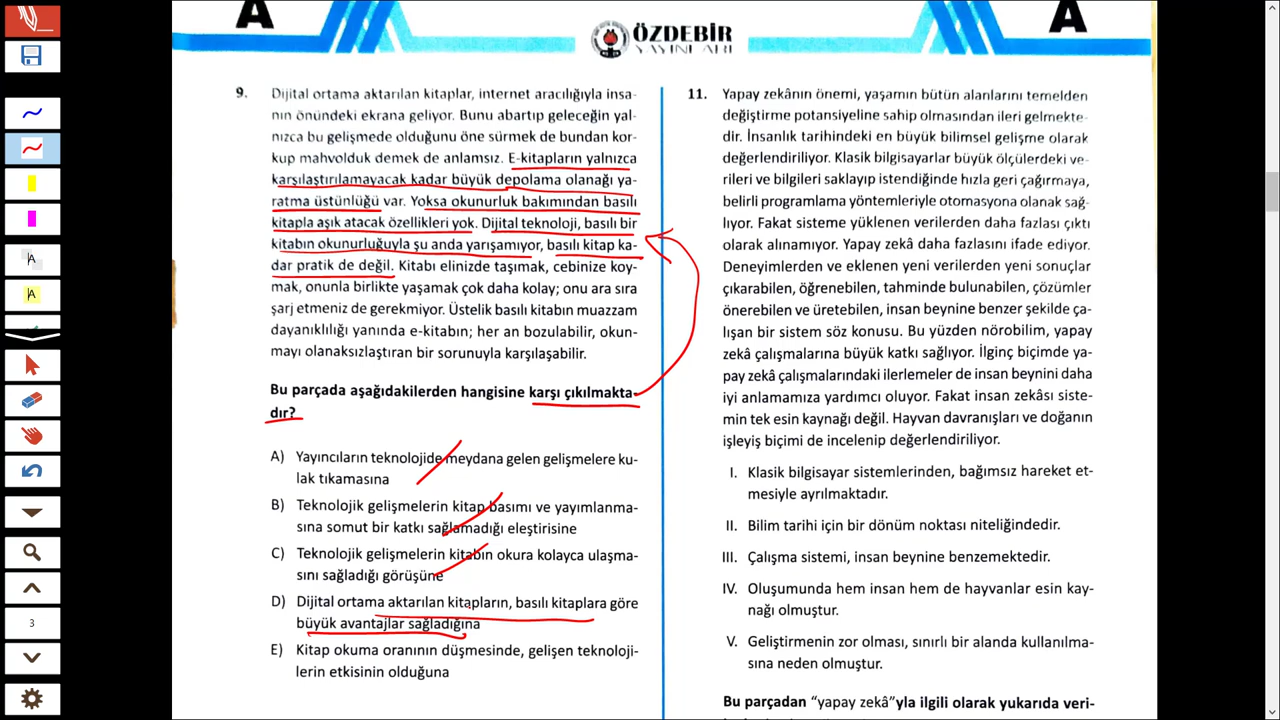 A
ÖZDEBİR
YAYINLARI
A
9. Dijital ortama aktarılan kitaplar, internet aracılığıyla insa-
nın önündeki ekrana geliyor. Bunu abartıp geleceğin yal-
nızca bu gelişmede olduğunu öne sürmek de bundan kor-
kup mahvolduk demek de anlamsız. E-kitapların yalnızca
karşılaştırılamayacak kadar büyük depolama olanağı ya-
ratma üstünlüğü var. Yoksa okunurluk bakımından basılı
kitapla aşık atacak özellikleri yok. Dijital teknoloji, basılı bir
kitabın okunurluğuyla şu anda yarışamıyor, basılı kitap ka-
dar pratik de değil. Kitabı elinizde taşımak, cebinize koy-
mak, onunla birlikte yaşamak çok daha kolay; onu ara sıra
şarj etmeniz de gerekmiyor. Üstelik basılı kitabın muazzam
dayanıklılığı yanında e-kitabın; her an bozulabilir, okun-
mayı olanaksızlaştıran bir sorunuyla karşılaşabilir.
Bu parçada aşağıdakilerden hangisine karşı çıkılmakta-
dır?
A) Yayıncıların teknolojide meydana gelen gelişmelere ku-
lak tıkamasına
B) Teknolojik gelişmelerin kitap basımı ve yayımlanma-
sına somut bir katkı sağlamadığı eleştirisine
C) Teknolojik gelişmelerin kitabın okura kolayca ulaşma-
sını sağladığı görüşüne
D) Dijital ortama aktarılan kitapların, basılı kitaplara göre
büyük avantajlar sağladığına
E) Kitap okuma oranının düşmesinde, gelişen teknoloji-
lerin etkisinin olduğuna
11. Yapay zekânın önemi, yaşamın bütün alanlarını temelden
değiştirme potansiyeline sahip olmasından ileri gelmekte-
dir. İnsanlık tarihindeki en büyük bilimsel gelişme olarak
değerlendiriliyor. Klasik bilgisayarlar büyük ölçülerdeki ve-
rileri ve bilgileri saklayıp istendiğinde hızla geri çağırmaya,
belirli programlama yöntemleriyle otomasyona olanak sağ-
lıyor. Fakat sisteme yüklenen verilerden daha fazlası çıktı
olarak alınamıyor. Yapay zekâ daha fazlasını ifade ediyor.
Deneyimlerden ve eklenen yeni verilerden yeni sonuçlar
çıkarabilen, öğrenebilen, tahminde bulunabilen, çözümler
önerebilen ve üretebilen, insan beynine benzer şekilde ça-
lışan bir sistem söz konusu. Bu yüzden nörobilim, yapay
zekâ çalışmalarına büyük katkı sağlıyor. İlginç biçimde ya-
pay zekâ çalışmalarındaki ilerlemeler de insan beynini daha
iyi anlamamıza yardımcı oluyor. Fakat insan zekâsı siste-
min tek esin kaynağı değil. Hayvan davranışları ve doğanın
işleyiş biçimi de incelenip değerlendiriliyor.
I. Klasik bilgisayar sistemlerinden, bağımsız hareket et-
mesiyle ayrılmaktadır.
II. Bilim tarihi için bir dönüm noktası niteliğindedir.
III. Çalışma sistemi, insan beynine benzemektedir.
IV. Oluşumunda hem insan hem de hayvanlar esin kay-
nağı olmuştur.
V. Geliştirmenin zor olması, sınırlı bir alanda kullanılma-
sına neden olmuştur.
Bu parçadan "yapay zekâ"yla ilgili olarak yukarıda veri-
A
A
3